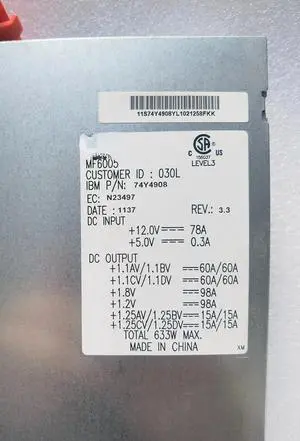 11S74Y4908YL1021258FKK
MF6005
CUSTOMER ID : 030L
IBM P/N: 74Y4908
EC: N23497
DATE : 1137 REV.: 3.3
DC INPUT
+12.0V === 78A
+5.0V === 0.3A
C US
156037
LEVEL3
DC OUTPUT
+1.1AV/1.1BV === 60A/60A
+1.1CV/1.1DV === 60A/60A
+1.8V === 98A
+1.2V === 98A
+1.25AV/1.25BV === 15A/15A
+1.25CV/1.25DV === 15A/15A
TOTAL 633W MAX.
MADE IN CHINA XM